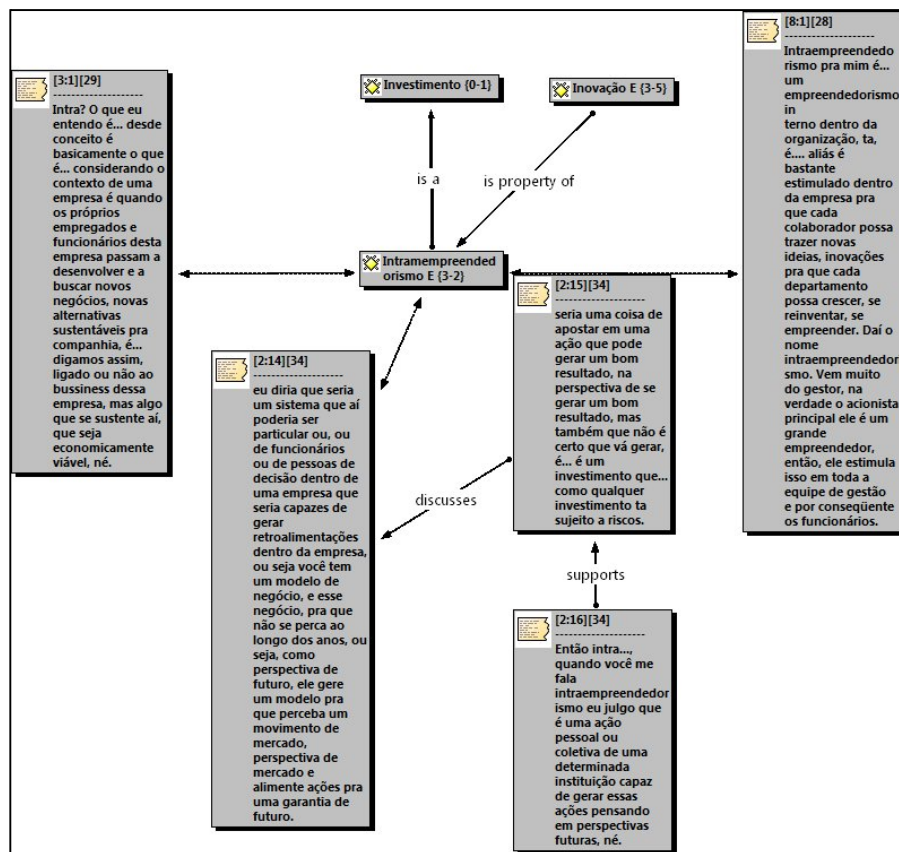 [3:1][29]
--------------------
Intra? O que eu
entendo é... desde
conceito é
basicamente o que
é... considerando o
contexto de uma
empresa é quando
os próprios
empregados e
funcionários desta
empresa passam a
desenvolver e a
buscar novos
negócios, novas
alternativas
sustentáveis pra
companhia, é...
digamos assim,
ligado ou não ao
bussiness dessa
empresa, mas algo
que se sustente aí,
que seja
economicamente
viável, né.
Investimento {0-1}
Inovação E {3-5}
is a
is property of
Intramempreended
orismo E {3-2}
[8:1][28]
--------------------
Intraempreendedo
rismo pra mim é...
um
empreendedorismo
in
terno dentro da
organização, ta,
é.... aliás é
bastante
estimulado dentro
da empresa pra
que cada
colaborador possa
trazer novas
ideias, inovações
pra que cada
departamento
possa crescer, se
reinventar, se
empreender. Daí o
nome
intraempreendedor
smo. Vem muito
do gestor, na
verdade o acionista
principal ele é um
grande
empreendedor,
então, ele estimula
isso em toda a
equipe de gestão
e por conseqüente
os funcionários.
[2:14][34]
--------------------
eu diria que seria
um sistema que aí
poderia ser
particular ou, ou
de funcionários
ou de pessoas de
decisão dentro de
uma empresa que
seria capazes de
gerar
retroalimentações
dentro da empresa,
ou seja você tem
um modelo de
negócio, e esse
negócio, pra que
não se perca ao
longo dos anos, ou
seja, como
perspectiva de
futuro, ele gere
um modelo pra
que perceba um
movimento de
mercado,
perspectiva de
mercado e
alimente ações pra
uma garantia de
futuro.
[2:15][34]
--------------------
seria uma coisa de
apostar em uma
ação que pode
gerar um bom
resultado, na
perspectiva de se
gerar um bom
resultado, mas
também que não é
certo que vá gerar,
é... é um
investimento que...
como qualquer
investimento ta
sujeito a riscos.
discusses
supports
[2:16][34]
--------------------
Então intra...,
quando você me
fala
intraempreendedor
ismo eu julgo que
é uma ação
pessoal ou
coletiva de uma
determinada
instituição capaz
de gerar essas
ações pensando
em perspectivas
futuras, né.